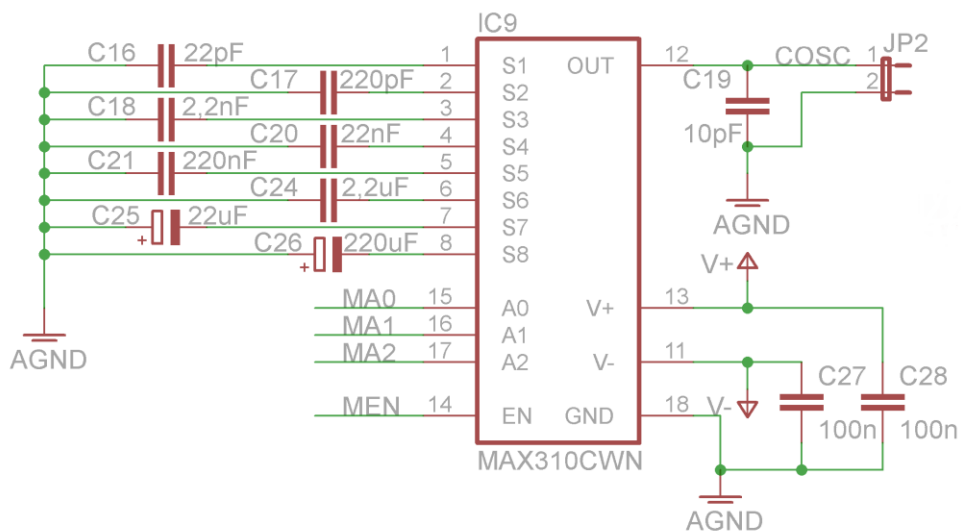 IC9
C16 22pF 1 S1 OUT 12 COSC 1 JP2
C17 220pF 2 S2 C19 2
C18 2,2nF 3 S3 10pF
C20 22nF 4 S4
C21 220nF 5 S5
C24 2,2uF 6 S6 AGND
C25 22uF 7 S7
+
C26 220uF 8 S8 V+
+
MA0 15 A0 V+ 13
MA1 16 A1
AGND MA2 17 A2 V- 11 C27 C28
MEN 14 EN GND 18 V- 100n 100n
MAX310CWN
AGND